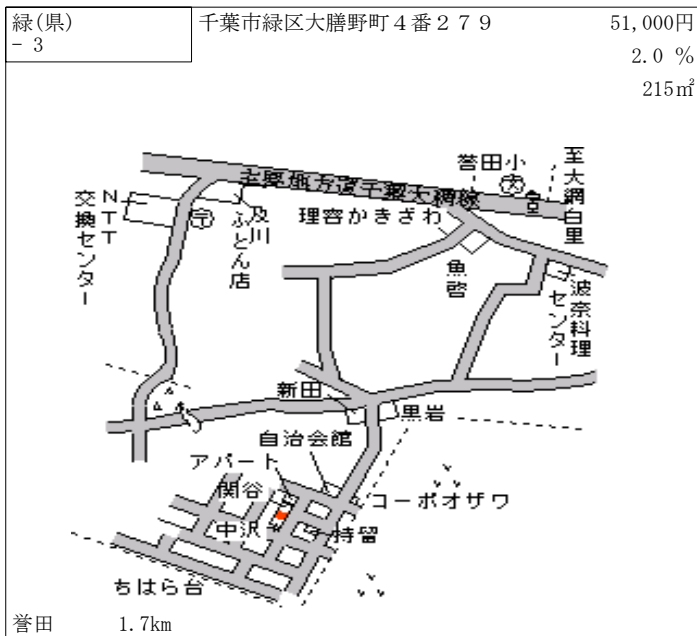 緑(県)
- 3
千葉市緑区大膳野町４番２７９
51,000円
2.0 %
215㎡
主要地方道千葉大網線
誉田小
至大網白里
NTT
交換センター
及川
ふとん店
理容かきざわ
魚啓
波奈料理
センター
新田
黒岩
自治会館
アパート
関谷
コーポオザワ
中沢
持留
ちはら台
誉田
1.7km